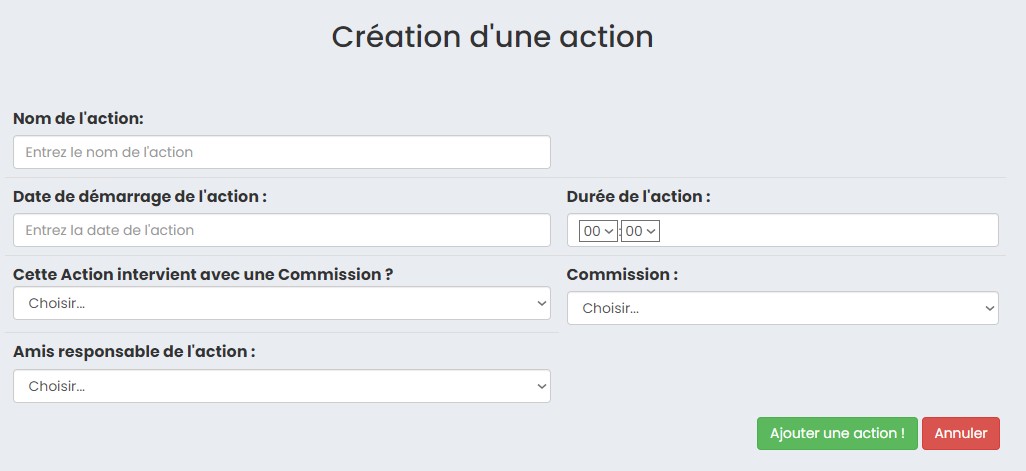 Création d'une action
Nom de l'action:
Entrez le nom de l'action
Date de démarrage de l'action :
Durée de l'action :
Entrez la date de l'action
00 : 00
Cette Action intervient avec une Commission ?
Commission :
Choisir...
Choisir...
Amis responsable de l'action :
Choisir...
Ajouter une action !
Annuler